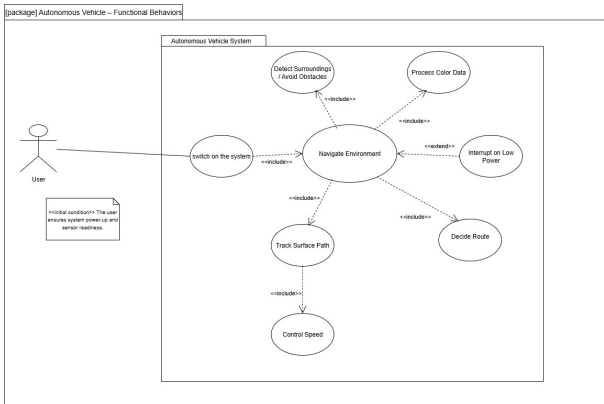 [package] Autonomous Vehicle – Functional Behaviors
Autonomous Vehicle System
Detect Surroundings
/ Avoid Obstacles
Process Color Data
<<include>>
<<include>>
switch on the system
<<include>>
Navigate Environment
<<extend>>
Interrupt on Low
Power
User
<<include>>
<<include>>
<<initial condition>> The user
ensures system power-up and
sensor readiness.
Track Surface Path
Decide Route
<<include>>
Control Speed